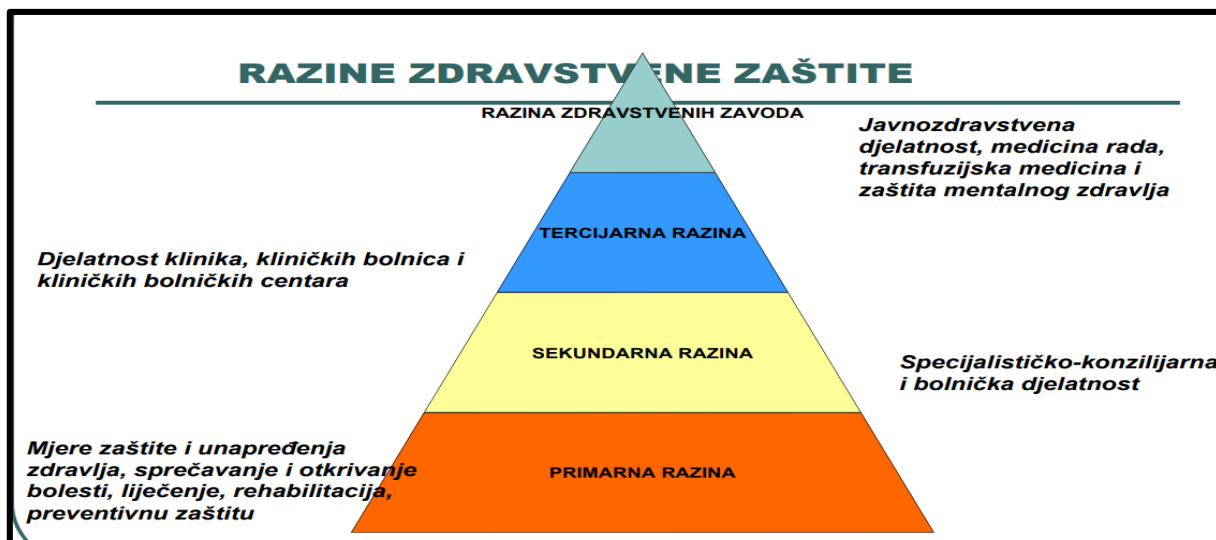 RAZINE ZDRAVSTVENE ZAŠTITE
RAZINA ZDRAVSTVENIH ZAVODA
Javnozdravstvena
djelatnost, medicina rada,
transfuzijska medicina i
zaštita mentalnog zdravlja
TERCIJARNA RAZINA
Djelatnost klinika, kliničkih bolnica i
kliničkih bolničkih centara
SEKUNDARNA RAZINA
Specijalističko-konzilijarna
i bolnička djelatnost
Mjere zaštite i unapređenja
zdravlja, sprečavanje i otkrivanje
bolesti, liječenje, rehabilitacija,
preventivnu zaštitu
PRIMARNA RAZINA